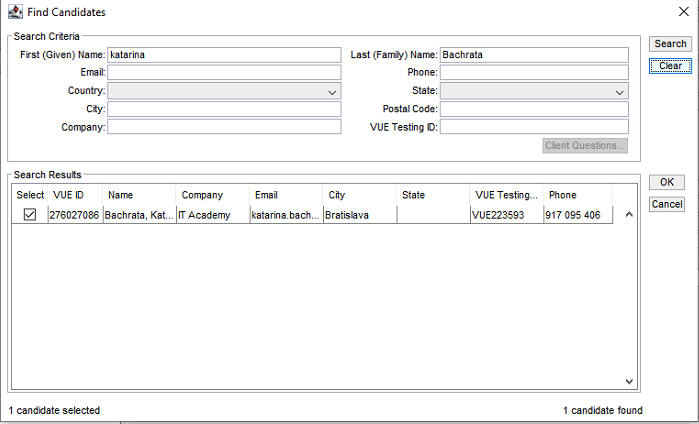 Find Candidates
Search Criteria
First (Given) Name: katarina Last (Family) Name: Bachrata Search
Email: Phone: Clear
Country: State:
City: Postal Code:
Company: VUE Testing ID:
Client Questions...
Search Results
Select VUE ID Name Company Email City State VUE Testing... Phone OK
276027086 Bachrata, Kat... IT Academy katarina.bach... Bratislava VUE223593 917 095 406 Cancel
1 candidate selected 1 candidate found